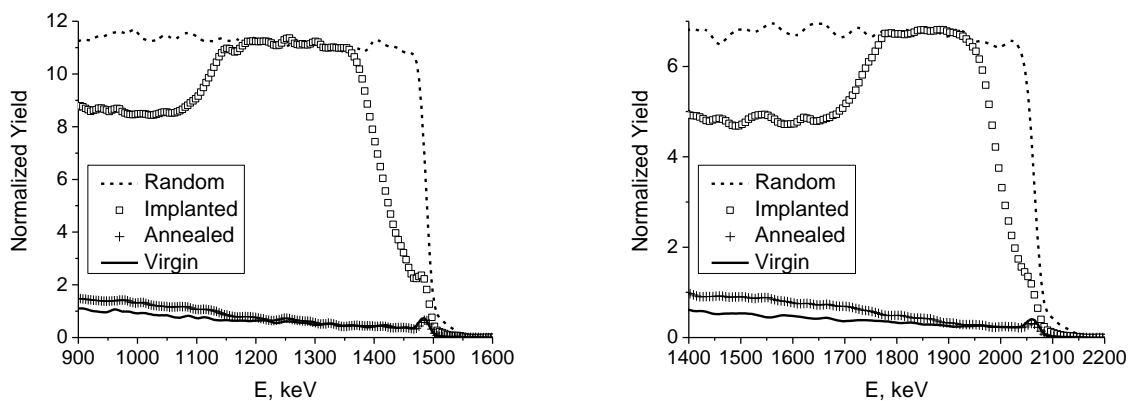 12
10
8
6
4
2
0
Normalized Yield
Random
Implanted
Annealed
Virgin
900 1000 1100 1200 1300 1400 1500 1600
E, keV
6
4
2
0
Normalized Yield
Random
Implanted
Annealed
Virgin
1400 1500 1600 1700 1800 1900 2000 2100 2200
E, keV